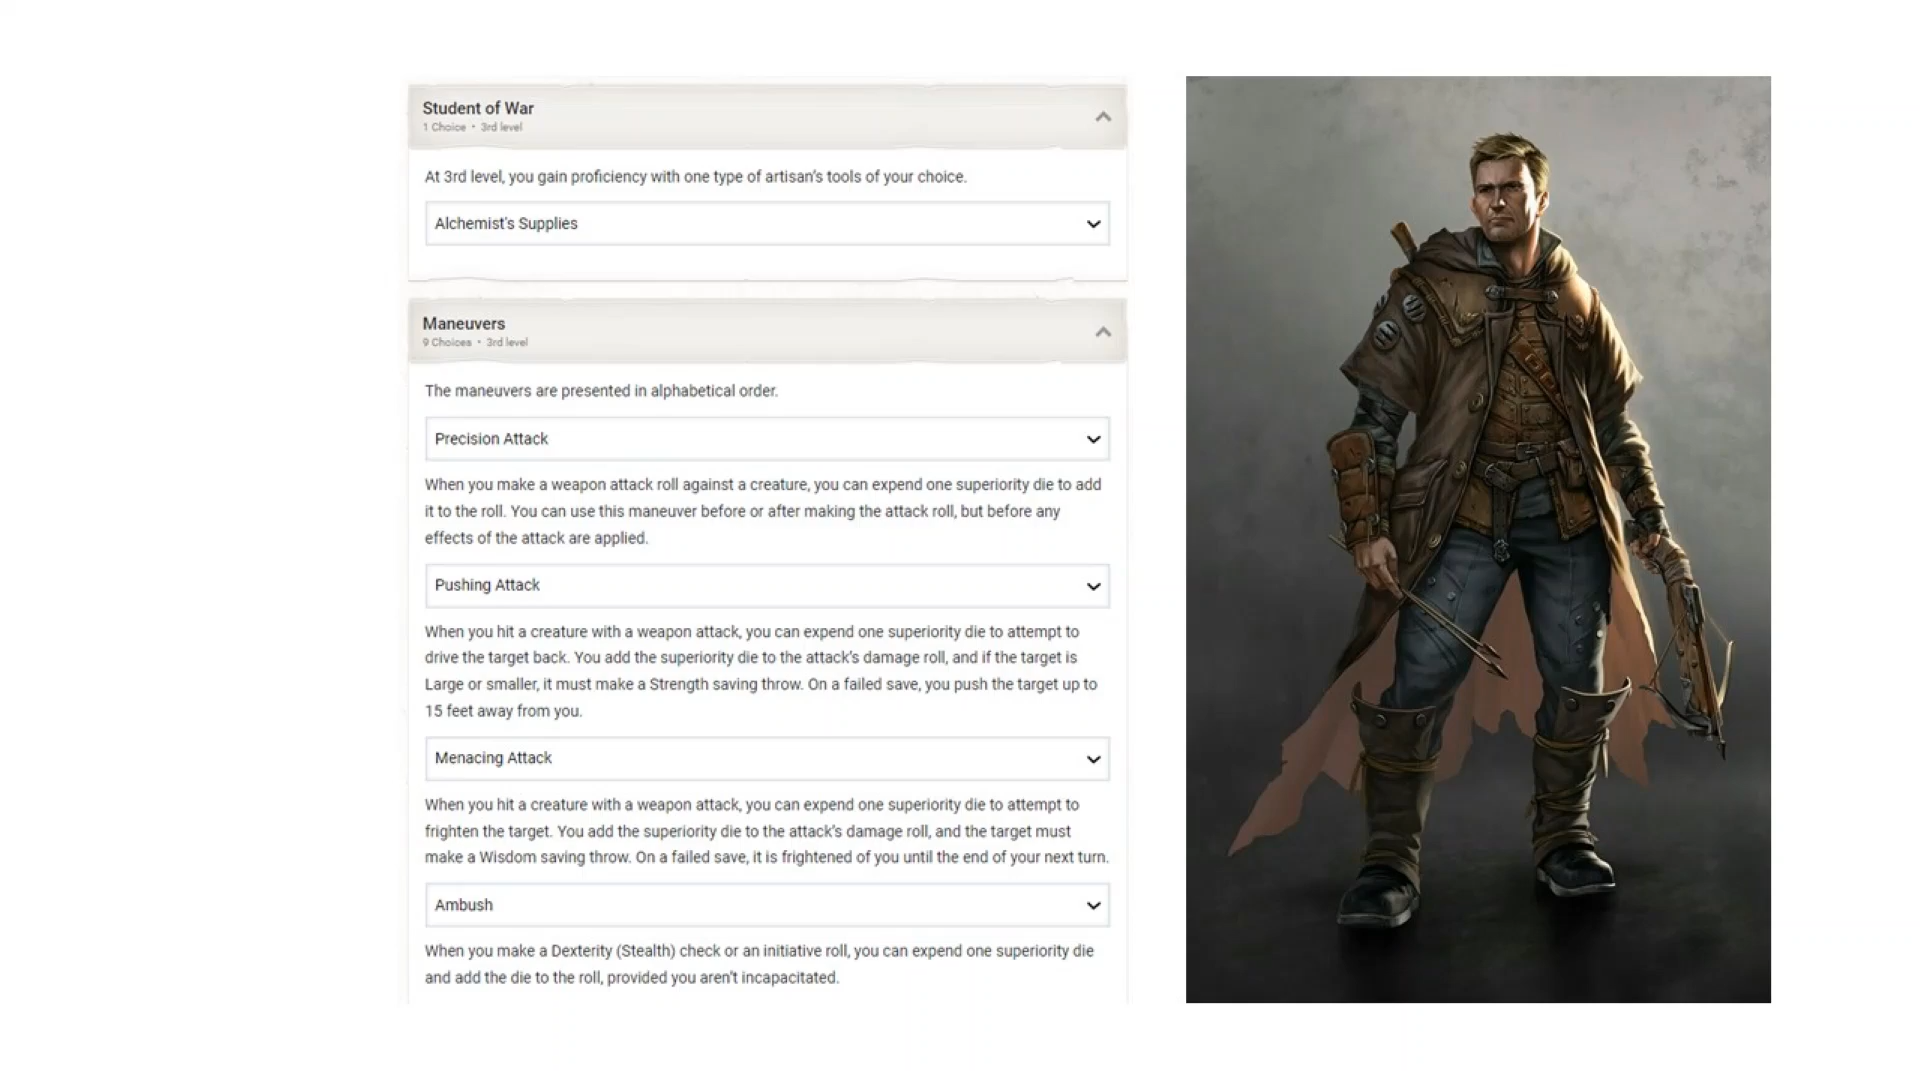 Student of War
1 Choice • 3rd level
At 3rd level, you gain proficiency with one type of artisan's tools of your choice.
Alchemist's Supplies
Maneuvers
9 Choices • 3rd level
The maneuvers are presented in alphabetical order.
Precision Attack
When you make a weapon attack roll against a creature, you can expend one superiority die to add
it to the roll. You can use this maneuver before or after making the attack roll, but before any
effects of the attack are applied.
Pushing Attack
When you hit a creature with a weapon attack, you can expend one superiority die to attempt to
drive the target back. You add the superiority die to the attack's damage roll, and if the target is
Large or smaller, it must make a Strength saving throw. On a failed save, you push the target up to
15 feet away from you.
Menacing Attack
When you hit a creature with a weapon attack, you can expend one superiority die to attempt to
frighten the target. You add the superiority die to the attack's damage roll, and the target must
make a Wisdom saving throw. On a failed save, it is frightened of you until the end of your next turn.
Ambush
When you make a Dexterity (Stealth) check or an initiative roll, you can expend one superiority die
and add the die to the roll, provided you aren't incapacitated.